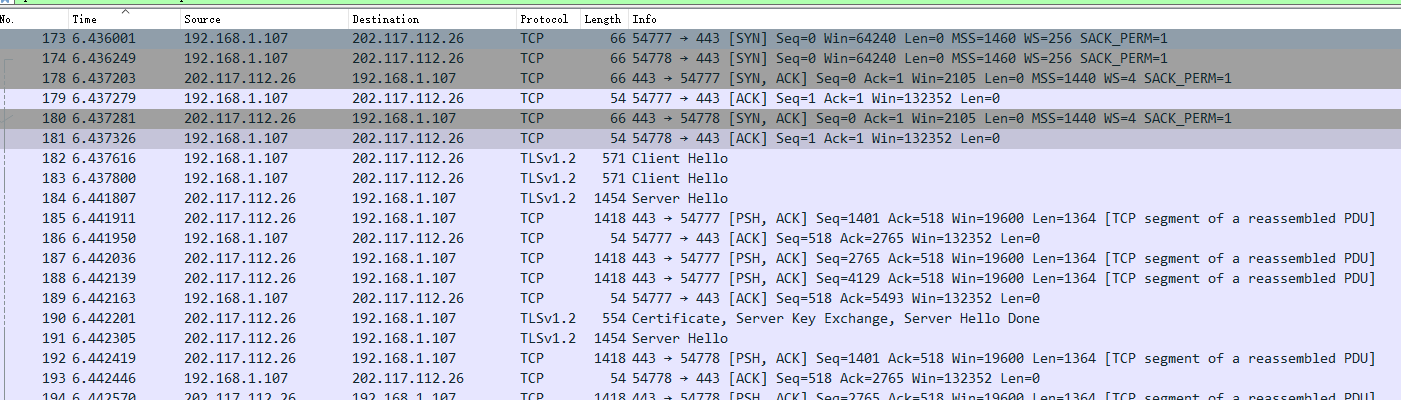 No. Time Source Destination Protocol Length Info
173 6.436001 192.168.1.107 202.117.112.26 TCP 66 54777 → 443 [SYN] Seq=0 Win=64240 Len=0 MSS=1460 WS=256 SACK_PERM=1
174 6.436249 192.168.1.107 202.117.112.26 TCP 66 54778 → 443 [SYN] Seq=0 Win=64240 Len=0 MSS=1460 WS=256 SACK_PERM=1
178 6.437203 202.117.112.26 192.168.1.107 TCP 66 443 → 54777 [SYN, ACK] Seq=0 Ack=1 Win=2105 Len=0 MSS=1440 WS=4 SACK_PERM=1
179 6.437279 192.168.1.107 202.117.112.26 TCP 54 54777 → 443 [ACK] Seq=1 Ack=1 Win=132352 Len=0
180 6.437281 202.117.112.26 192.168.1.107 TCP 66 443 → 54778 [SYN, ACK] Seq=0 Ack=1 Win=2105 Len=0 MSS=1440 WS=4 SACK_PERM=1
181 6.437326 192.168.1.107 202.117.112.26 TCP 54 54778 → 443 [ACK] Seq=1 Ack=1 Win=132352 Len=0
182 6.437616 192.168.1.107 202.117.112.26 TLSv1.2 571 Client Hello
183 6.437800 192.168.1.107 202.117.112.26 TLSv1.2 571 Client Hello
184 6.441807 202.117.112.26 192.168.1.107 TLSv1.2 1454 Server Hello
185 6.441911 202.117.112.26 192.168.1.107 TCP 1418 443 → 54777 [PSH, ACK] Seq=1401 Ack=518 Win=19600 Len=1364 [TCP segment of a reassembled PDU]
186 6.441950 192.168.1.107 202.117.112.26 TCP 54 54777 → 443 [ACK] Seq=518 Ack=2765 Win=132352 Len=0
187 6.442036 202.117.112.26 192.168.1.107 TCP 1418 443 → 54777 [PSH, ACK] Seq=2765 Ack=518 Win=19600 Len=1364 [TCP segment of a reassembled PDU]
188 6.442139 202.117.112.26 192.168.1.107 TCP 1418 443 → 54777 [PSH, ACK] Seq=4129 Ack=518 Win=19600 Len=1364 [TCP segment of a reassembled PDU]
189 6.442163 192.168.1.107 202.117.112.26 TCP 54 54777 → 443 [ACK] Seq=518 Ack=5493 Win=132352 Len=0
190 6.442201 202.117.112.26 192.168.1.107 TLSv1.2 554 Certificate, Server Key Exchange, Server Hello Done
191 6.442305 202.117.112.26 192.168.1.107 TLSv1.2 1454 Server Hello
192 6.442419 202.117.112.26 192.168.1.107 TCP 1418 443 → 54778 [PSH, ACK] Seq=1401 Ack=518 Win=19600 Len=1364 [TCP segment of a reassembled PDU]
193 6.442446 192.168.1.107 202.117.112.26 TCP 54 54778 → 443 [ACK] Seq=518 Ack=2765 Win=132352 Len=0
194 6.442570 202.117.112.26 192.168.1.107 TCP 1418 443 → 54778 [PSH, ACK] Seq=2765 Ack=518 Win=19600 Len=1364 [TCP segment of a reassembled PDU]